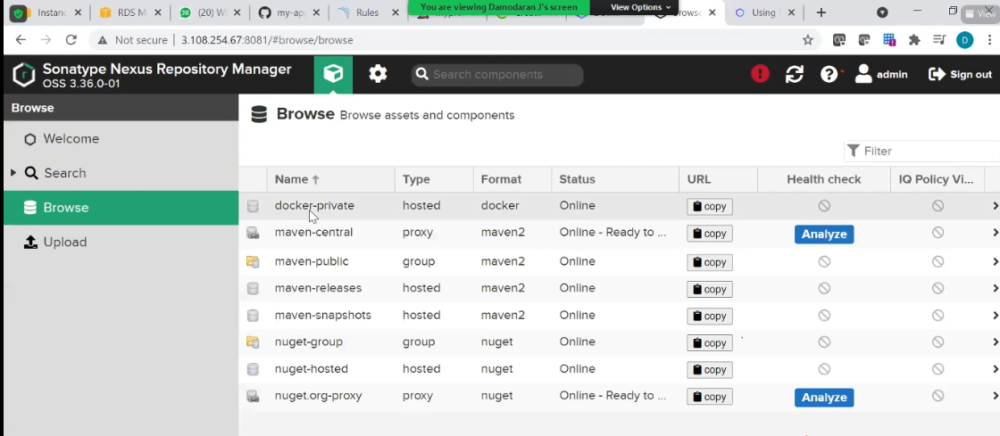 Instanc
RDS M
(20) W
my-ap
Rules
You are viewing Damodaran J's screen
View Options
Using
View
Not secure
3.108.254.67:8081/#browse/browse
D
Sonatype Nexus Repository Manager
OSS 3.36.0-01
Search components
admin
Sign out
Browse
Welcome
Search
Browse
Upload
Browse Browse assets and components
Filter
Name Type Format Status URL Health check IQ Policy Vi...
docker-private hosted docker Online copy
maven-central proxy maven2 Online - Ready to ... copy Analyze
maven-public group maven2 Online copy
maven-releases hosted maven2 Online copy
maven-snapshots hosted maven2 Online copy
nuget-group group nuget Online copy
nuget-hosted hosted nuget Online copy
nuget.org-proxy proxy nuget Online - Ready to ... copy Analyze